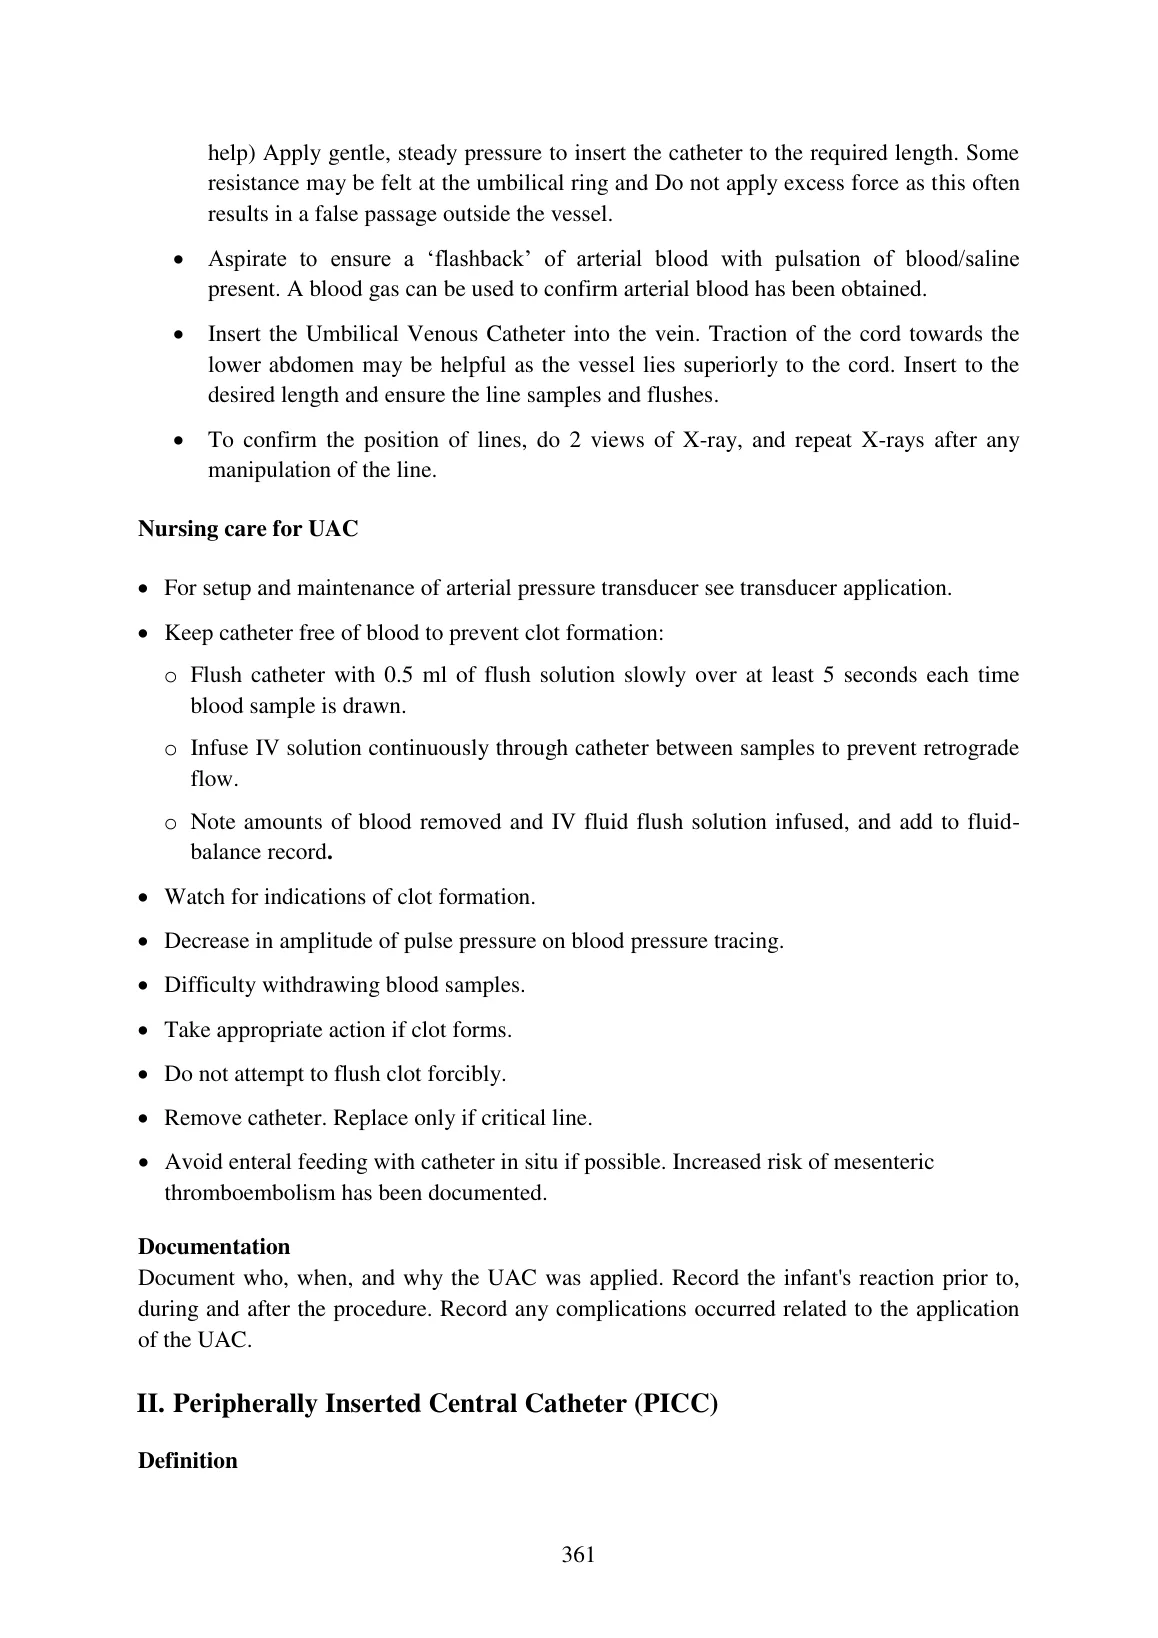 help) Apply gentle, steady pressure to insert the catheter to the required length. Some
resistance may be felt at the umbilical ring and Do not apply excess force as this often
results in a false passage outside the vessel.
• Aspirate to ensure a ‘flashback’ of arterial blood with pulsation of blood/saline
present. A blood gas can be used to confirm arterial blood has been obtained.
• Insert the Umbilical Venous Catheter into the vein. Traction of the cord towards the
lower abdomen may be helpful as the vessel lies superiorly to the cord. Insert to the
desired length and ensure the line samples and flushes.
• To confirm the position of lines, do 2 views of X-ray, and repeat X-rays after any
manipulation of the line.
Nursing care for UAC
• For setup and maintenance of arterial pressure transducer see transducer application.
• Keep catheter free of blood to prevent clot formation:
o Flush catheter with 0.5 ml of flush solution slowly over at least 5 seconds each time
blood sample is drawn.
o Infuse IV solution continuously through catheter between samples to prevent retrograde
flow.
o Note amounts of blood removed and IV fluid flush solution infused, and add to fluid-
balance record.
• Watch for indications of clot formation.
• Decrease in amplitude of pulse pressure on blood pressure tracing.
• Difficulty withdrawing blood samples.
• Take appropriate action if clot forms.
• Do not attempt to flush clot forcibly.
• Remove catheter. Replace only if critical line.
• Avoid enteral feeding with catheter in situ if possible. Increased risk of mesenteric
thromboembolism has been documented.
Documentation
Document who, when, and why the UAC was applied. Record the infant's reaction prior to,
during and after the procedure. Record any complications occurred related to the application
of the UAC.
II. Peripherally Inserted Central Catheter (PICC)
Definition
361